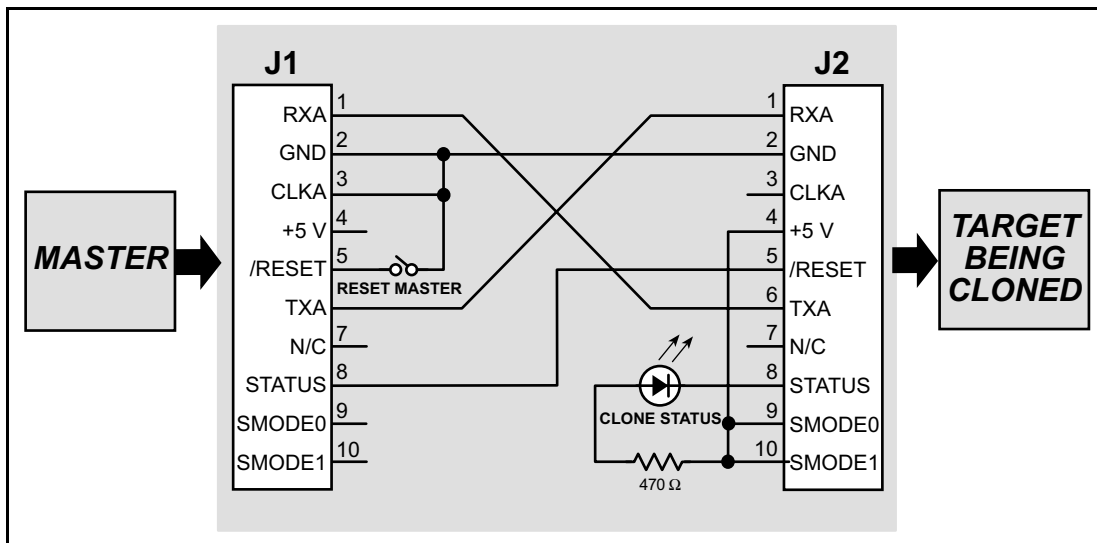 J1
J2
MASTER
RXA 1
GND 2
CLKA 3
+5 V 4
/RESET 5
RESET MASTER
TXA
N/C 7
STATUS 8
SMODE0 9
SMODE1 10
1 RXA
2 GND
3 CLKA
4 +5 V
5 /RESET
6 TXA
7 N/C
8 STATUS
9 SMODE0
10 SMODE1
CLONE STATUS
470 Ω
TARGET
BEING
CLONED